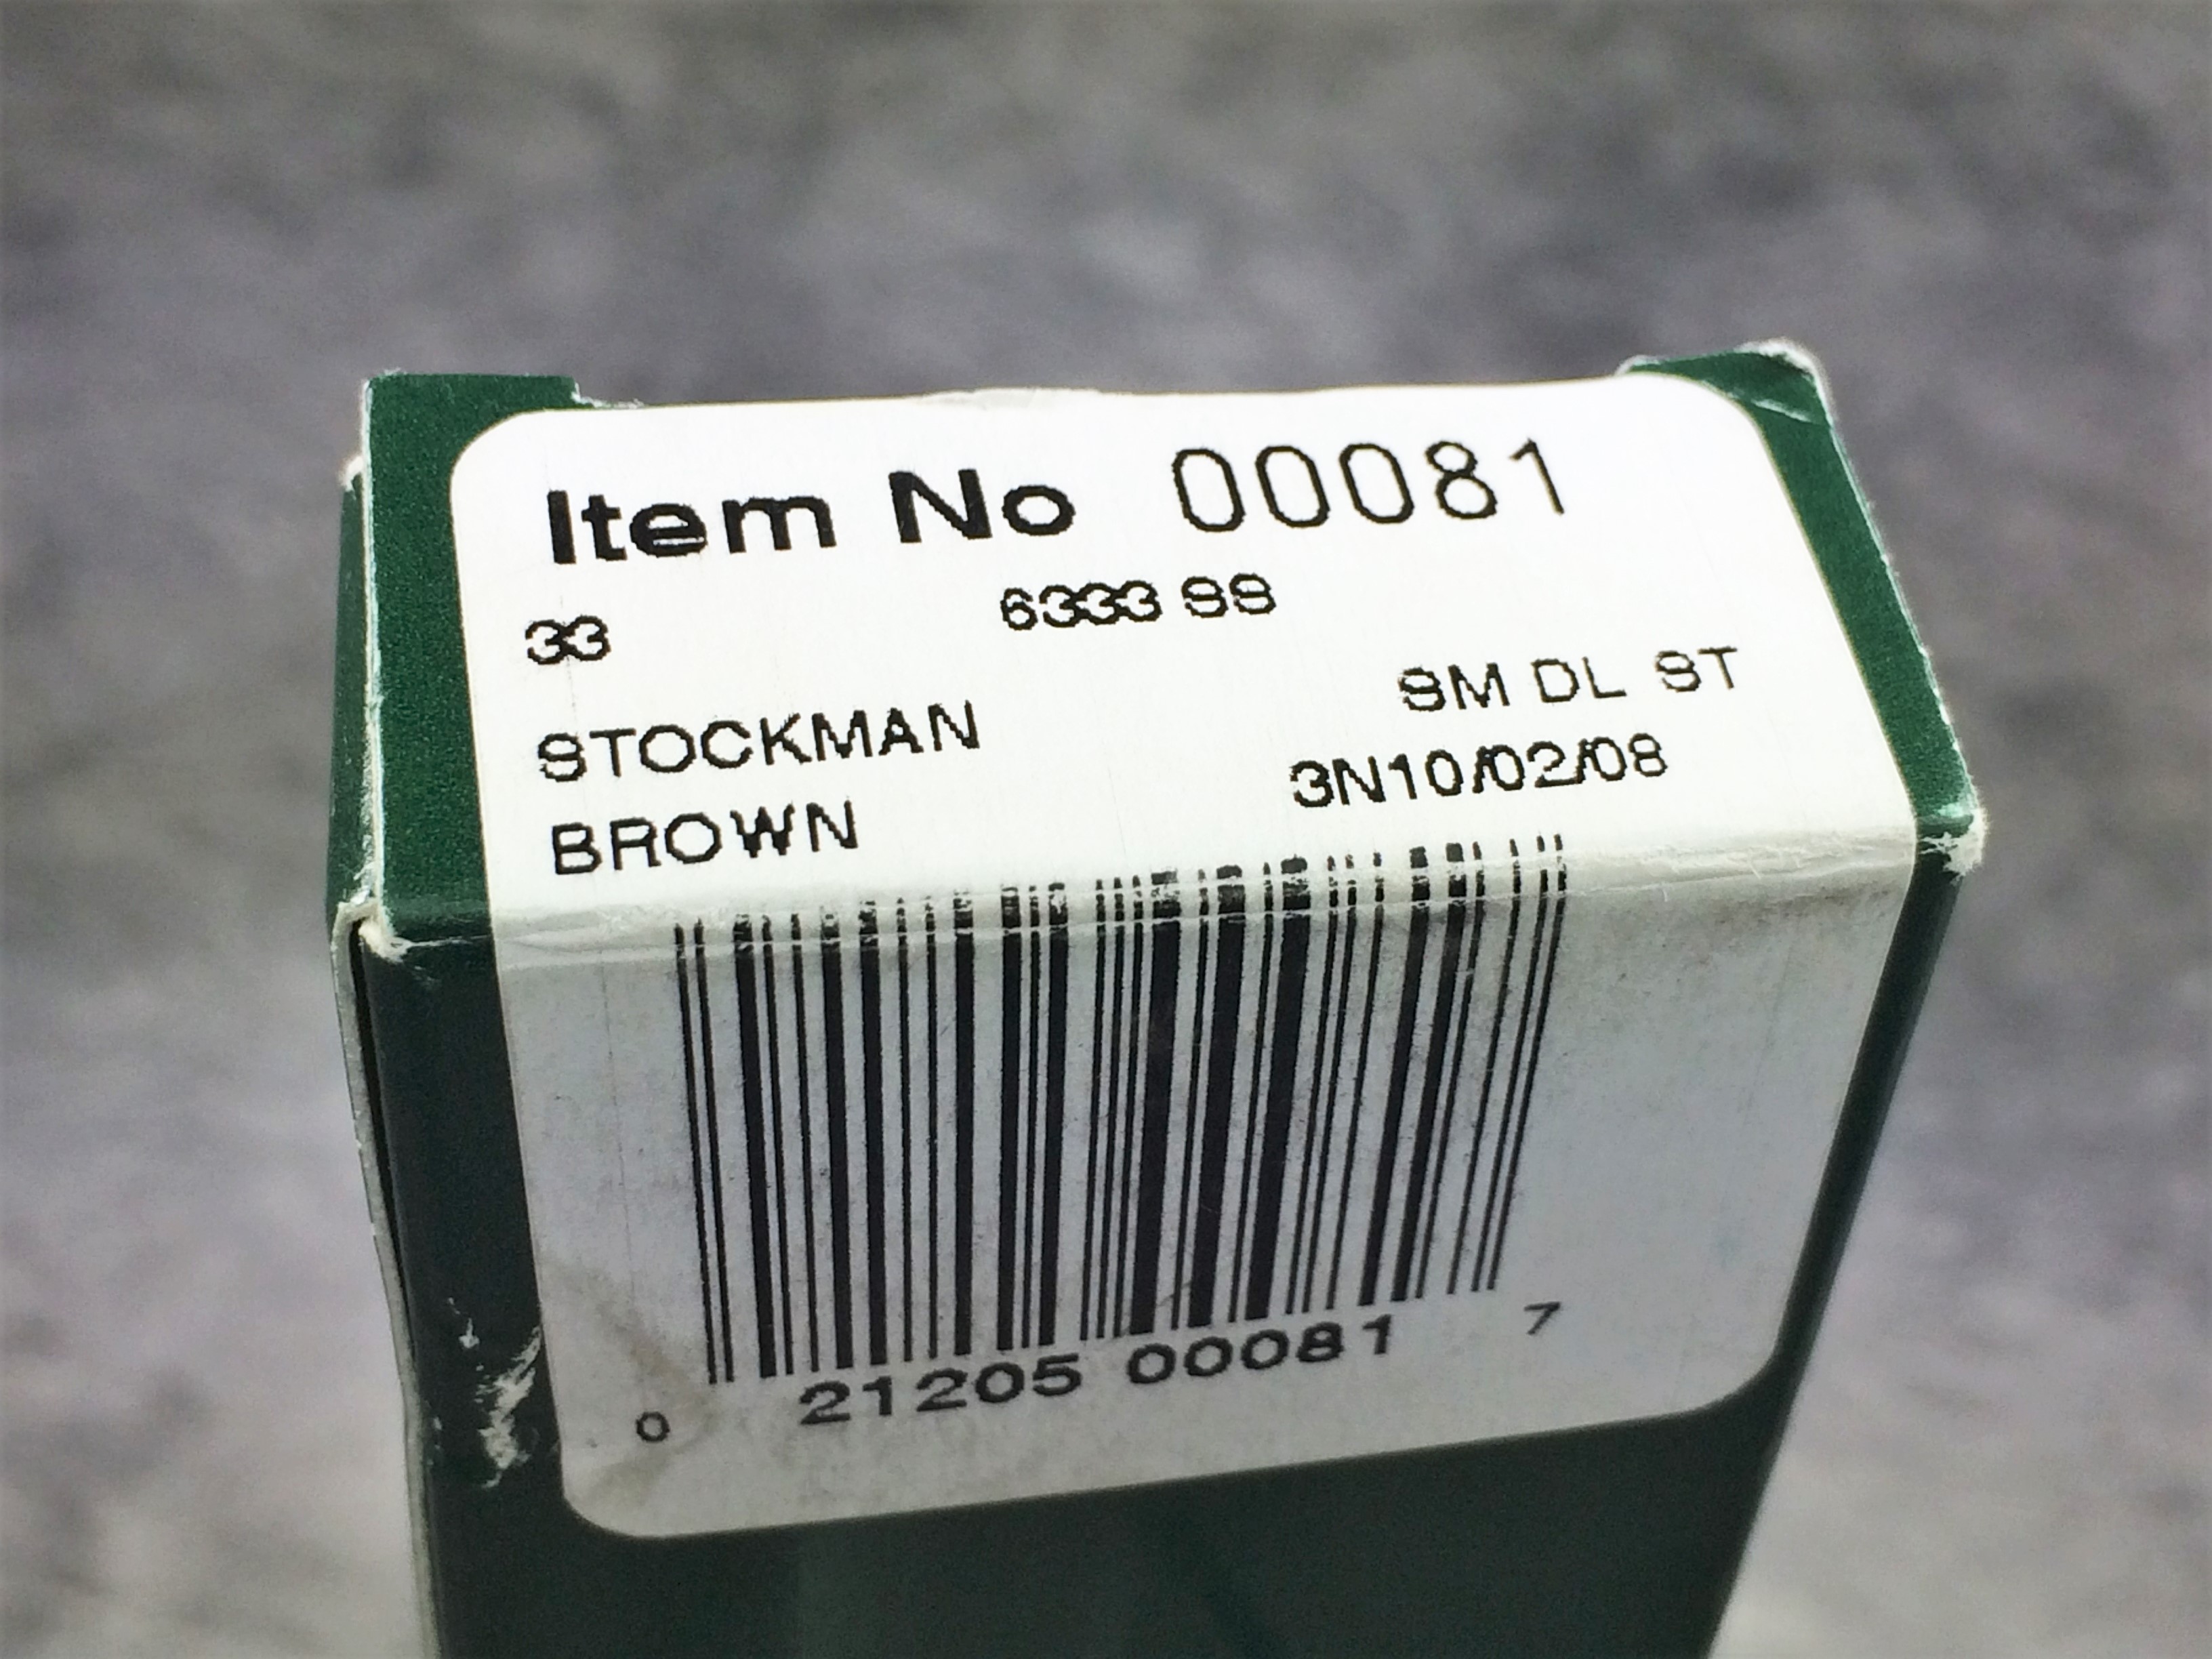 Item No 00081
33 6333 SS
STOCKMAN SM DL ST
BROWN 3N10/02/08
0 21205 00081 7